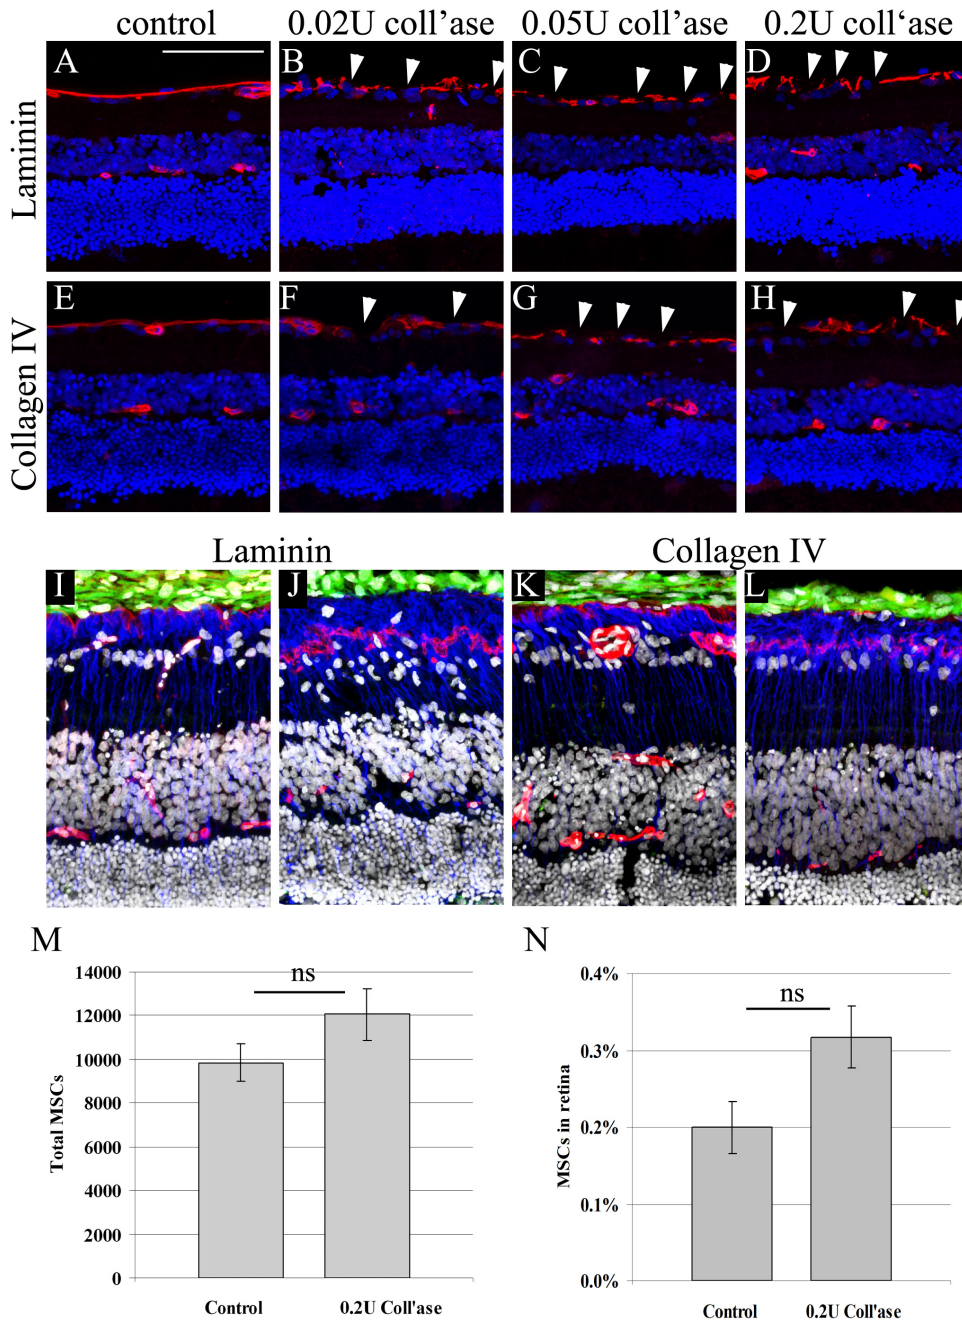 control 0.02U coll’ase 0.05U coll’ase 0.2U coll‘ase
Laminin
A B C D
Collagen IV
E F G H
Laminin Collagen IV
I J K L
M N
ns
14000
12000
10000
8000
6000
4000
2000
0
Total MSCs
Control 0.2U Coll'ase
ns
0.4%
0.3%
0.2%
0.1%
0.0%
MSCs in retina
Control 0.2U Coll'ase